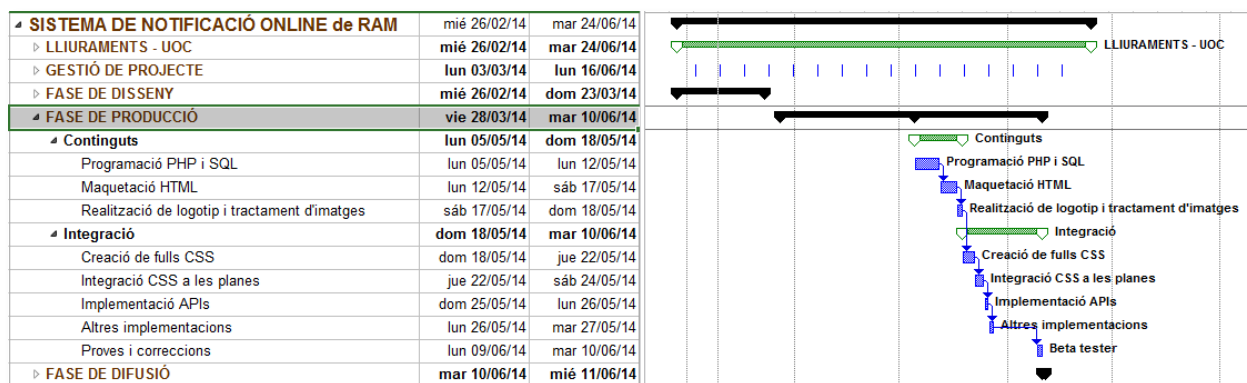 SISTEMA DE NOTIFICACIÓ ONLINE de RAM mié 26/02/14 mar 24/06/14
LLIURAMENTS - UOC mié 26/02/14 mar 24/06/14 LLIURAMENTS - UOC
GESTIÓ DE PROJECTE lun 03/03/14 lun 16/06/14
FASE DE DISSENY mié 26/02/14 dom 23/03/14
FASE DE PRODUCCIÓ vie 28/03/14 mar 10/06/14
Continguts lun 05/05/14 dom 18/05/14 Continguts
Programació PHP i SQL lun 05/05/14 lun 12/05/14 Programació PHP i SQL
Maquetació HTML lun 12/05/14 sáb 17/05/14 Maquetació HTML
Realització de logotip i tractament d'imatges sáb 17/05/14 dom 18/05/14 Realització de logotip i tractament d'imatges
Integració dom 18/05/14 mar 10/06/14 Integració
Creació de fulls CSS dom 18/05/14 jue 22/05/14 Creació de fulls CSS
Integració CSS a les planes jue 22/05/14 sáb 24/05/14 Integració CSS a les planes
Implementació APIs dom 25/05/14 lun 26/05/14 Implementació APIs
Altres implementacions lun 26/05/14 mar 27/05/14 Altres implementacions
Proves i correccions lun 09/06/14 mar 10/06/14 Beta tester
FASE DE DIFUSIÓ mar 10/06/14 mié 11/06/14